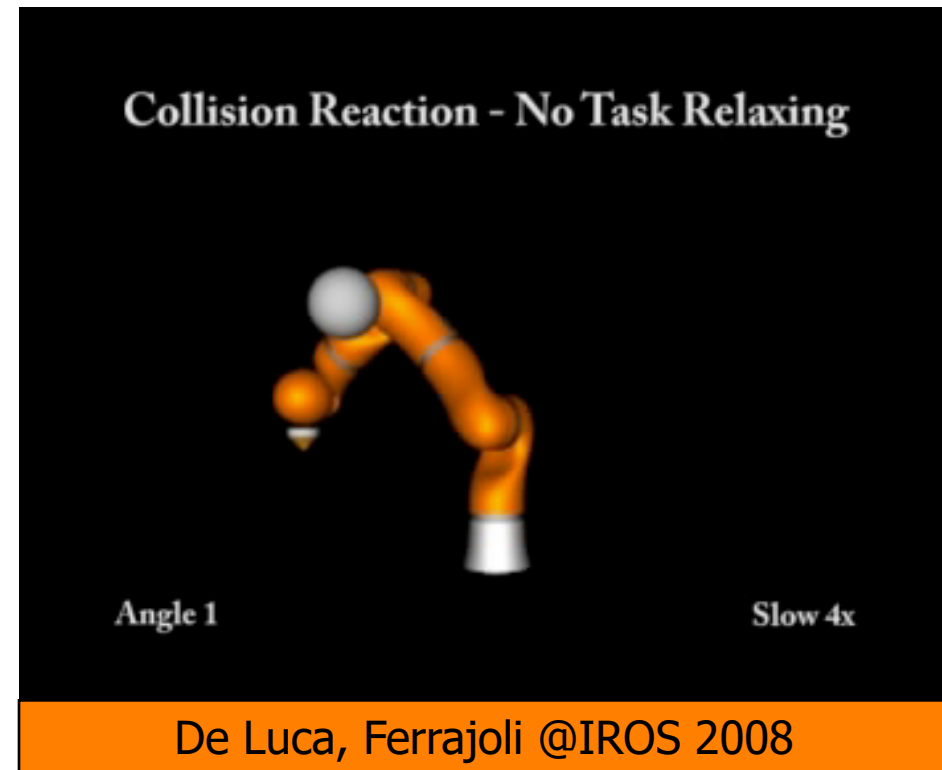 Collision Reaction - No Task Relaxing
Angle 1
Slow 4x
De Luca, Ferrajoli @IROS 2008